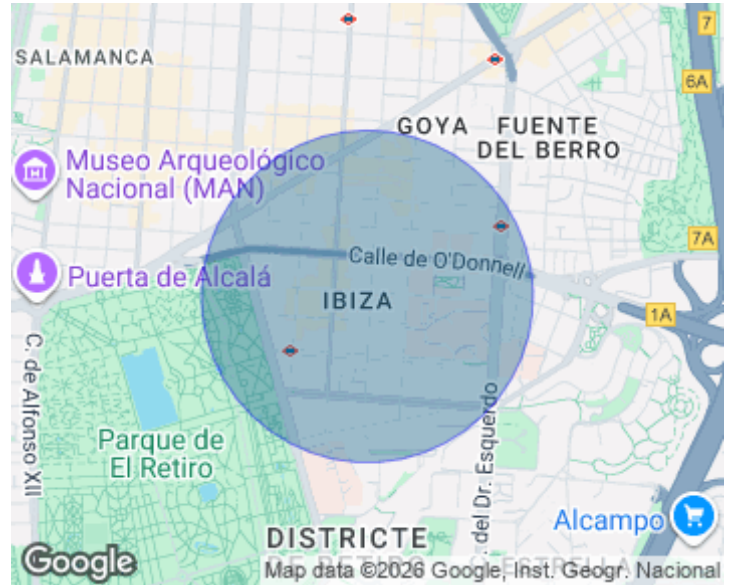 7
SALAMANCA
6A
GOYA
FUENTE
DEL BERRO
Museo Arqueológico
Nacional (MAN)
7A
Calle de O'Donnell
Puerta de Alcalá
IBIZA
1A
C. de Alfonso XII
del Dr. Esquerdo
Parque de
El Retiro
Alcampo
DISTRICTE
Google
Map data ©2026 Google, Inst. Geogr. Nacional